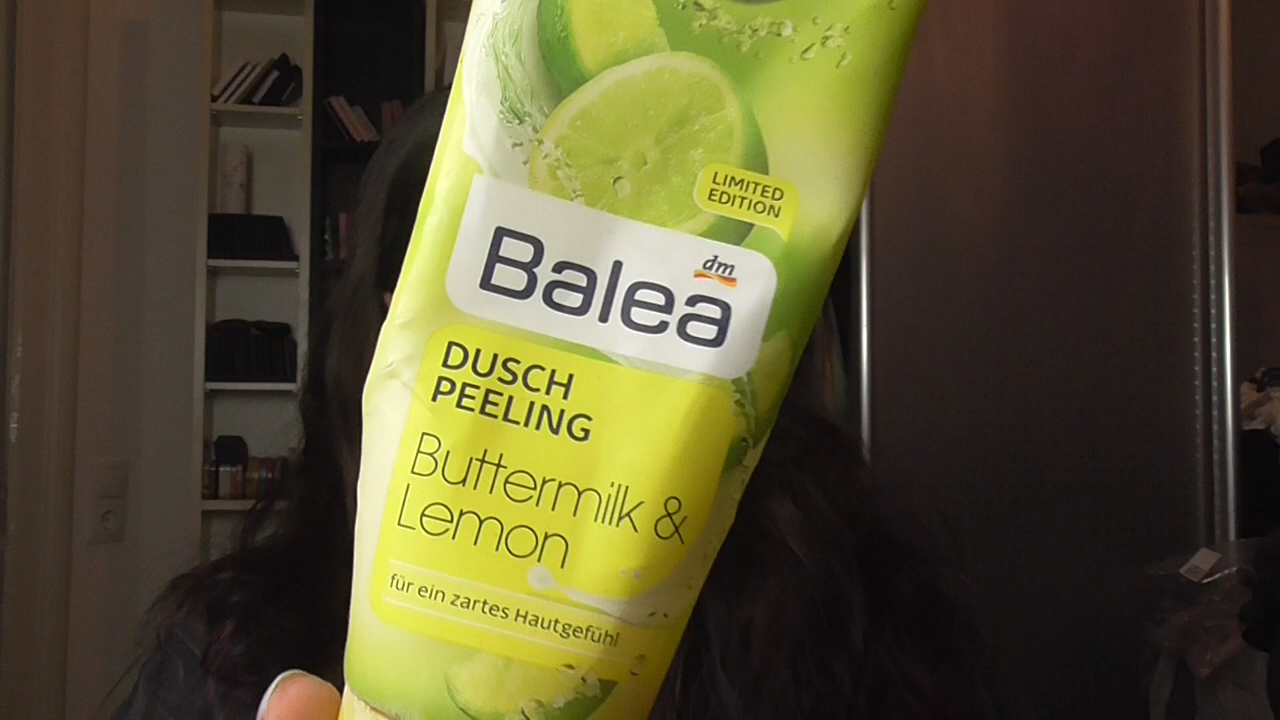 LIMITED
EDITION
dm
Balea
DUSCH
PEELING
Buttermilk &
Lemon
für ein zartes Hautgefühl